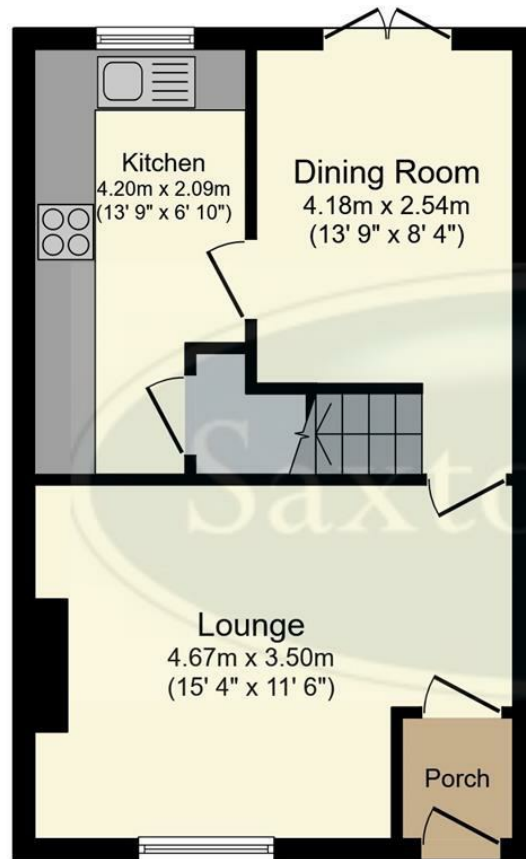 Kitchen
4.20m x 2.09m
(13' 9" x 6' 10")
Dining Room
4.18m x 2.54m
(13' 9" x 8' 4")
Saxto
Lounge
4.67m x 3.50m
(15' 4" x 11' 6")
Porch